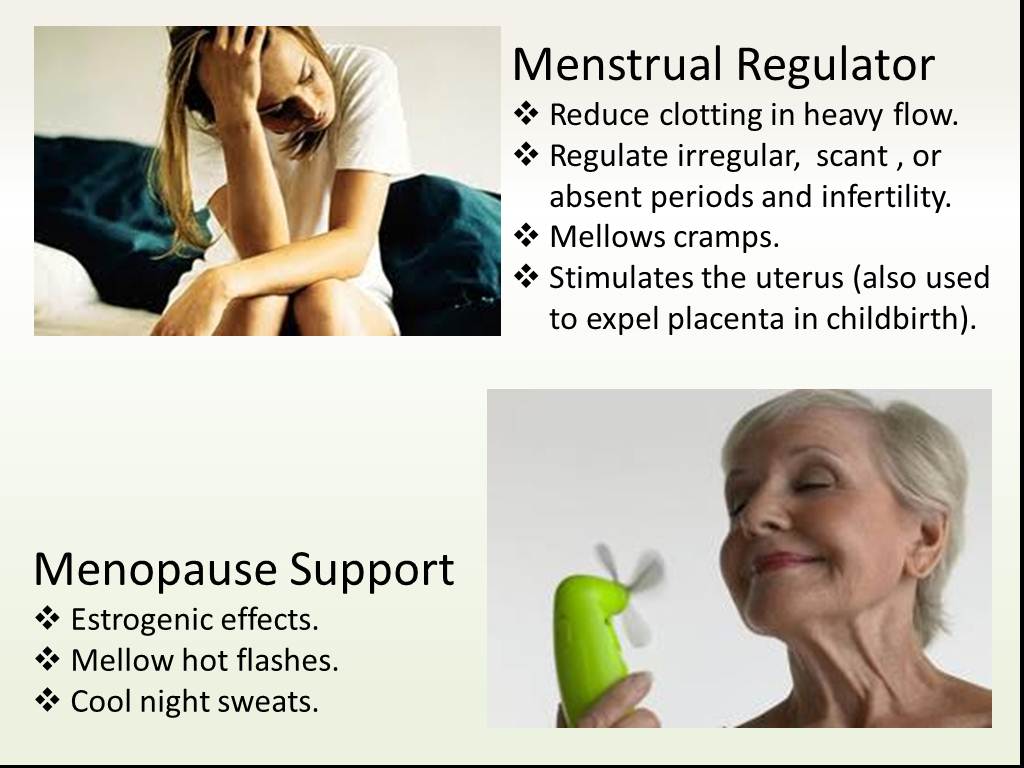 Menstrual Regulator
❖ Reduce clotting in heavy flow.
❖ Regulate irregular, scant , or
absent periods and infertility.
❖ Mellows cramps.
❖ Stimulates the uterus (also used
to expel placenta in childbirth).
Menopause Support
❖ Estrogenic effects.
❖ Mellow hot flashes.
❖ Cool night sweats.